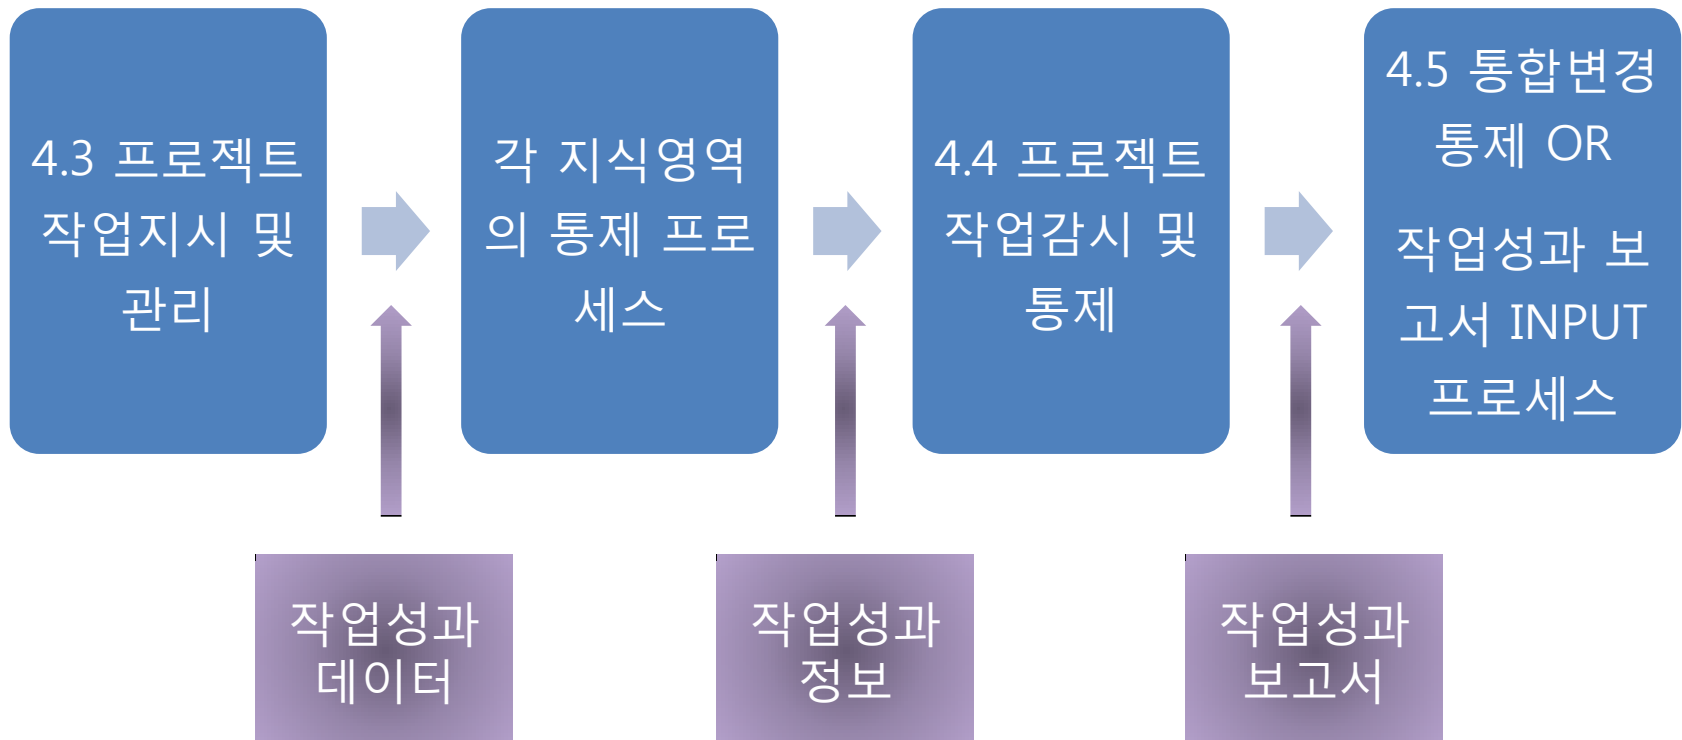 4.3 프로젝트
작업지시 및
관리
각 지식영역
의 통제 프로
세스
4.4 프로젝트
작업감시 및
통제
4.5 통합변경
통제 OR
작업성과 보
고서 INPUT
프로세스
작업성과
데이터
작업성과
정보
작업성과
보고서